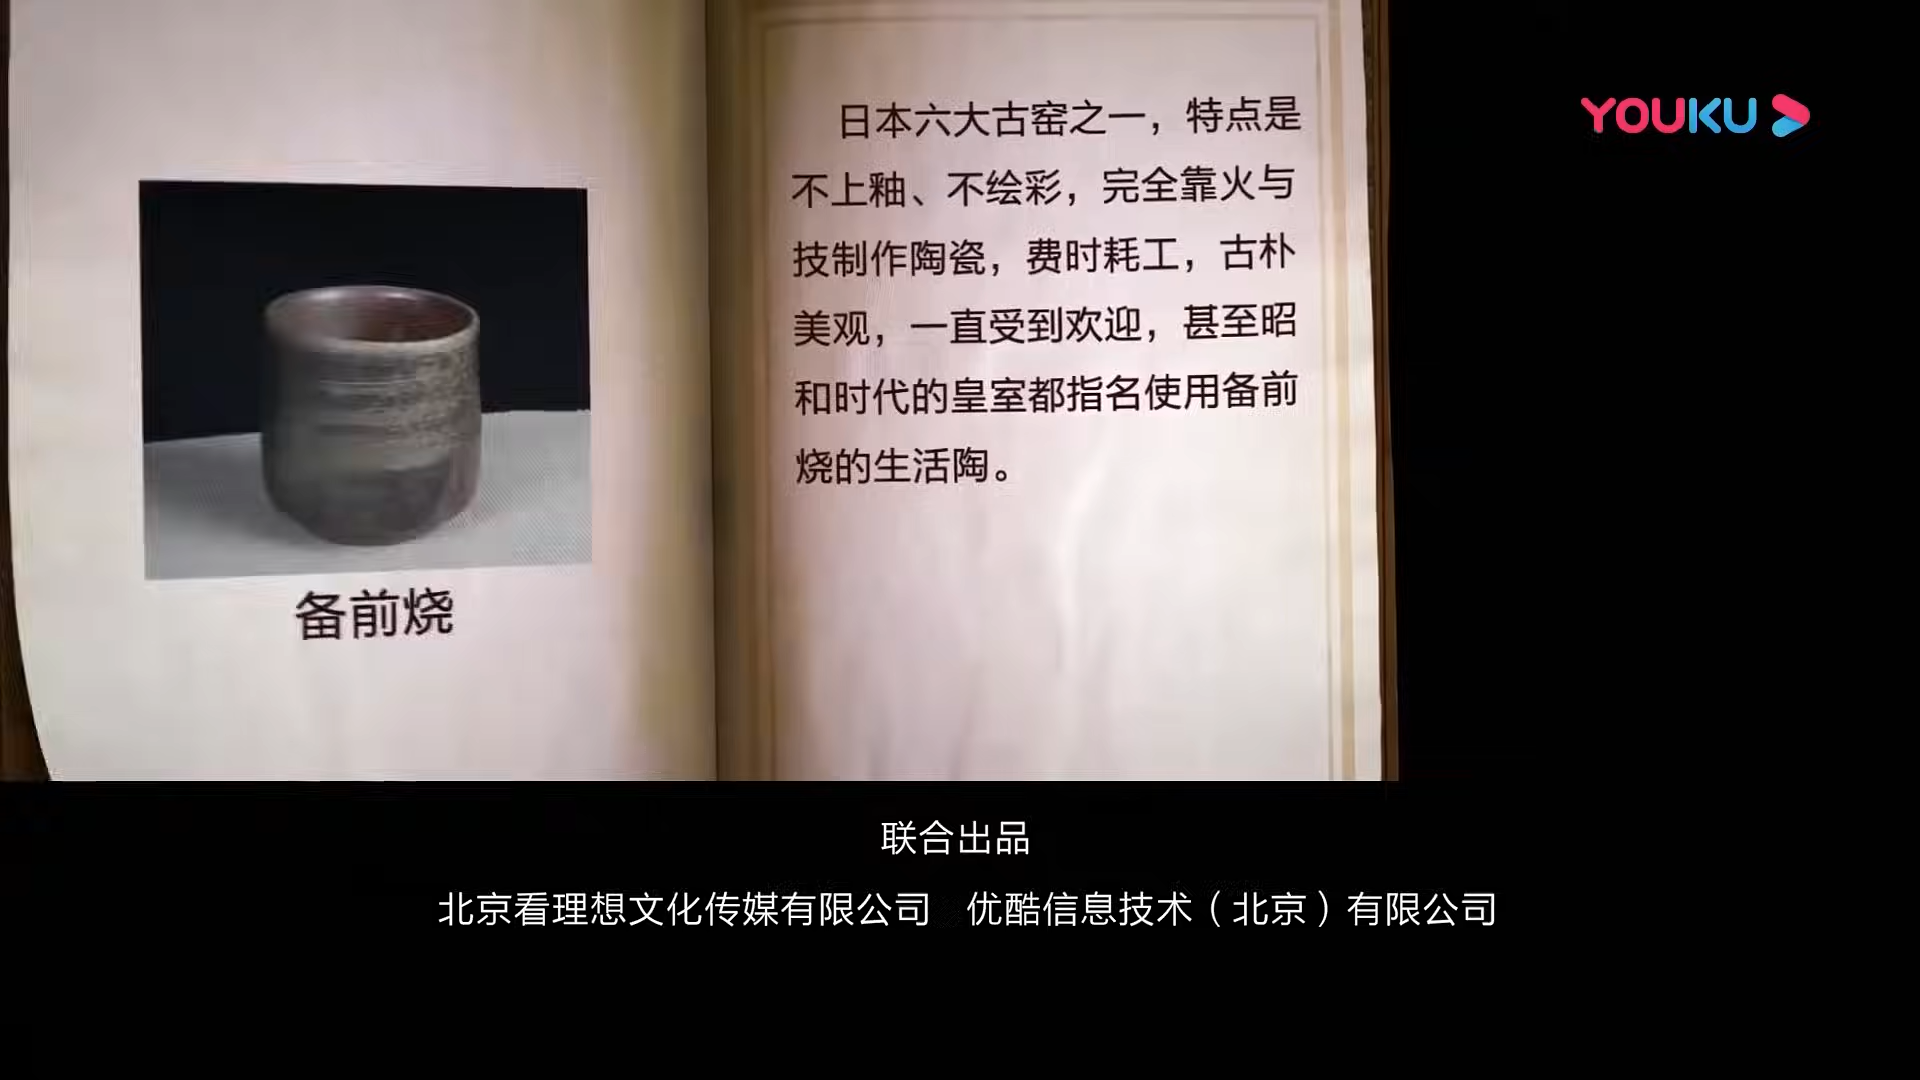 YOUKU
日本六大古窑之一，特点是
不上釉、不绘彩，完全靠火与
技制作陶瓷，费时耗工，古朴
美观，一直受到欢迎，甚至昭
和时代的皇室都指名使用备前
烧的生活陶。
备前烧
联合出品
北京看理想文化传媒有限公司 优酷信息技术（北京）有限公司